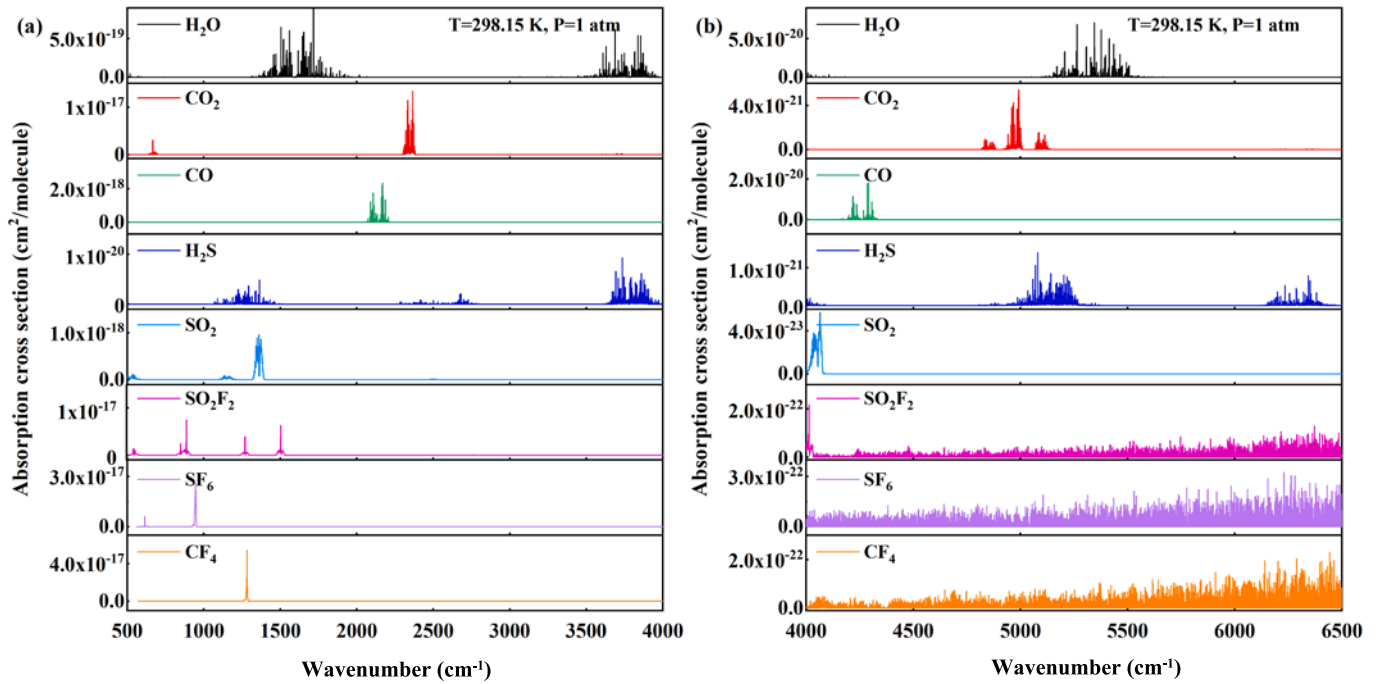 (a)
H₂O
T=298.15 K, P=1 atm
5.0x10⁻¹⁹
0.0
CO₂
1x10⁻¹⁷
0
CO
2.0x10⁻¹⁸
0.0
H₂S
1x10⁻²⁰
0
SO₂
1.0x10⁻¹⁸
0.0
SO₂F₂
1x10⁻¹⁷
0
SF₆
3.0x10⁻¹⁷
0.0
CF₄
4.0x10⁻¹⁷
0.0
500 1000 1500 2000 2500 3000 3500 4000
Wavenumber (cm⁻¹)
Absorption cross section (cm²/molecule)
(b)
H₂O
T=298.15 K, P=1 atm
5.0x10⁻²⁰
0.0
CO₂
4.0x10⁻²¹
0.0
CO
2.0x10⁻²⁰
0.0
H₂S
1.0x10⁻²¹
0.0
SO₂
4.0x10⁻²³
0.0
SO₂F₂
2.0x10⁻²²
0.0
SF₆
3.0x10⁻²²
0.0
CF₄
2.0x10⁻²²
0.0
4000 4500 5000 5500 6000 6500
Wavenumber (cm⁻¹)
Absorption cross section (cm²/molecule)